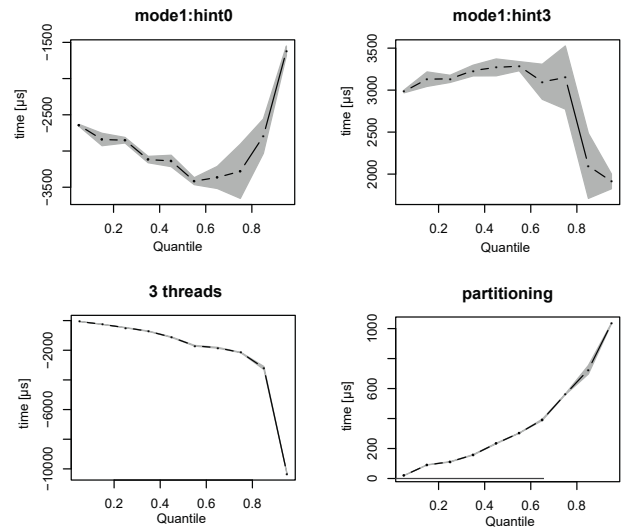 mode1:hint0
time [µs]
-1500
-2500
-3500
0.2 0.4 0.6 0.8
Quantile
mode1:hint3
time [µs]
3500
3000
2500
2000
0.2 0.4 0.6 0.8
Quantile
3 threads
time [µs]
0
-2000
-6000
-10000
0.2 0.4 0.6 0.8
Quantile
partitioning
time [µs]
1000
600
200
0
0.2 0.4 0.6 0.8
Quantile